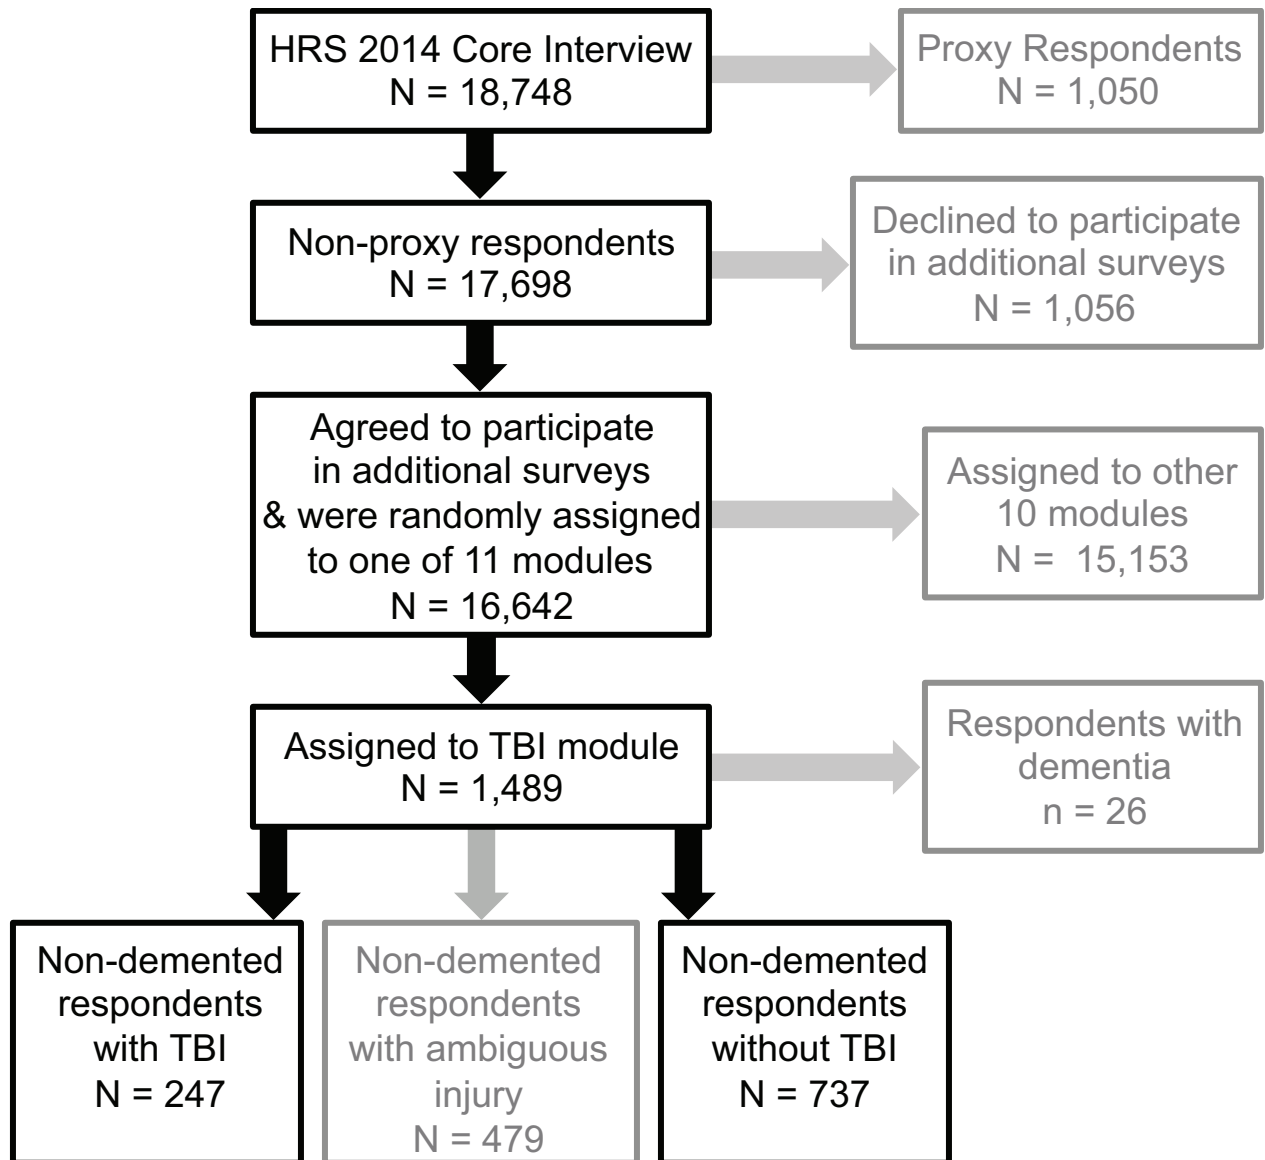 HRS 2014 Core Interview
N = 18,748
Proxy Respondents
N = 1,050
Non-proxy respondents
N = 17,698
Declined to participate
in additional surveys
N = 1,056
Agreed to participate
in additional surveys
& were randomly assigned
to one of 11 modules
N = 16,642
Assigned to other
10 modules
N = 15,153
Assigned to TBI module
N = 1,489
Respondents with
dementia
n = 26
Non-demented
respondents
with TBI
N = 247
Non-demented
respondents
with ambiguous
injury
N = 479
Non-demented
respondents
without TBI
N = 737